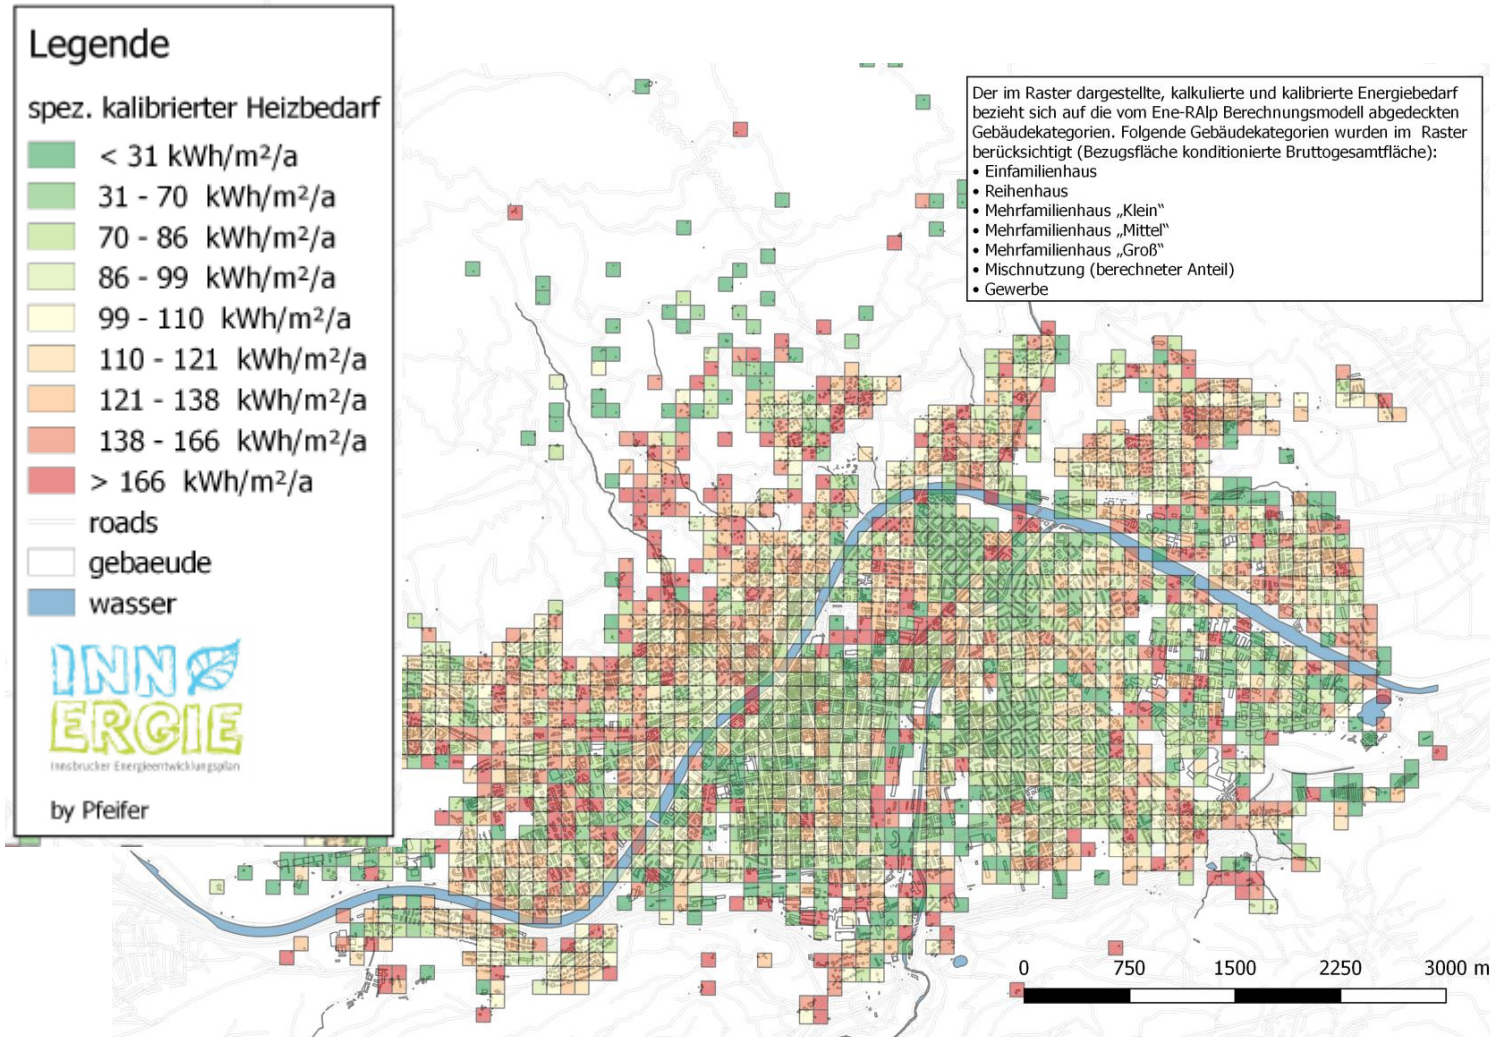 Legende
spez. kalibrierter Heizbedarf
< 31 kWh/m²/a
31 - 70 kWh/m²/a
70 - 86 kWh/m²/a
86 - 99 kWh/m²/a
99 - 110 kWh/m²/a
110 - 121 kWh/m²/a
121 - 138 kWh/m²/a
138 - 166 kWh/m²/a
> 166 kWh/m²/a
roads
gebaeude
wasser
INN
ERGIE
Innsbrucker Energieentwicklungsplan
by Pfeifer
Der im Raster dargestellte, kalkulierte und kalibrierte Energiebedarf
bezieht sich auf die vom Ene-RAlp Berechnungsmodell abgedeckten
Gebäudekategorien. Folgende Gebäudekategorien wurden im Raster
berücksichtigt (Bezugsfläche konditionierte Bruttogesamtfläche):
• Einfamilienhaus
• Reihenhaus
• Mehrfamilienhaus „Klein“
• Mehrfamilienhaus „Mittel“
• Mehrfamilienhaus „Groß“
• Mischnutzung (berechneter Anteil)
• Gewerbe
0 750 1500 2250 3000 m